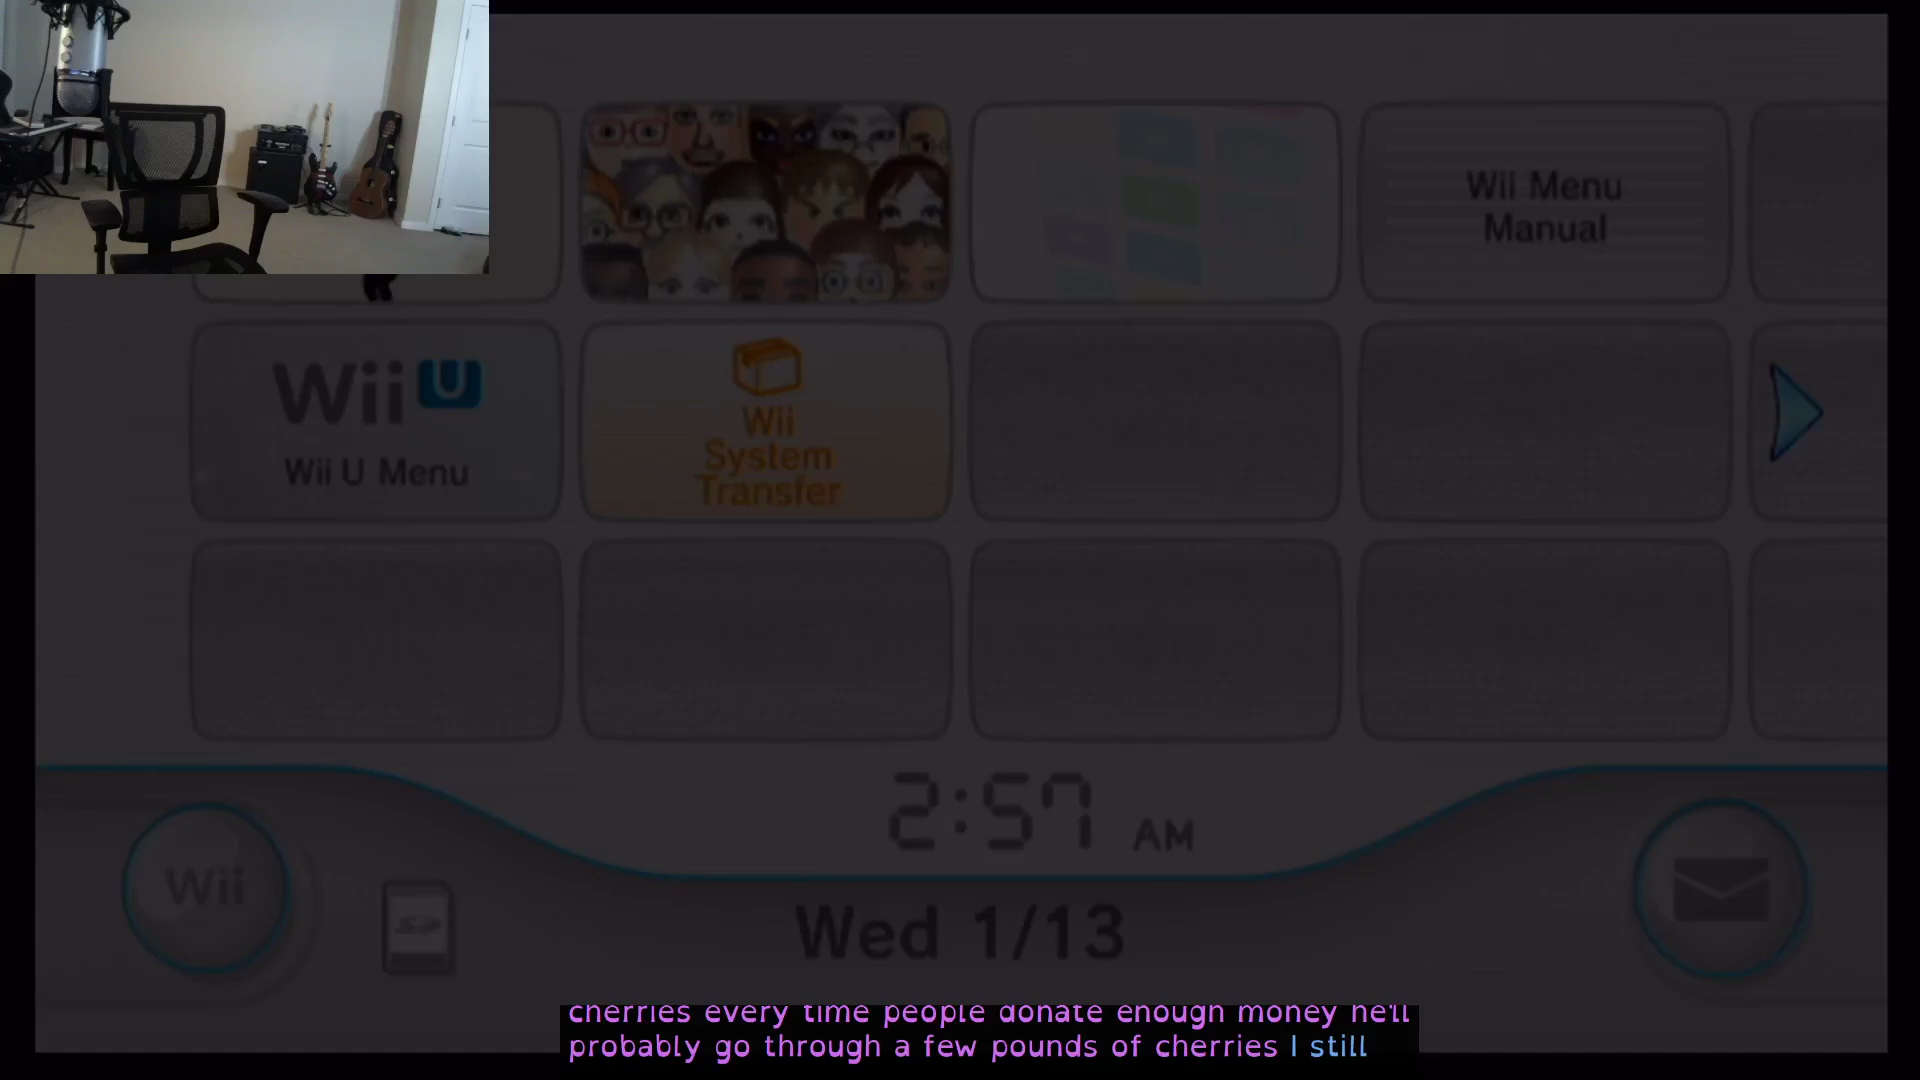 Wii Menu
Manual
Wii U
Wii U Menu
Wii
System
Transfer
2:57 AM
Wii
SD
Wed 1/13
cherries every time people donate enough money he'll
probably go through a few pounds of cherries I still